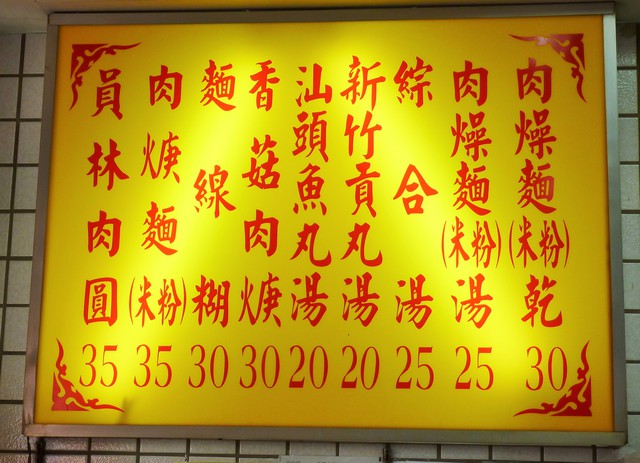 肉燥麵(米粉)乾 30
肉燥麵(米粉)湯 25
綜合湯 25
新竹貢丸湯 20
汕頭魚丸湯 20
香菇肉焿 30
麵線糊 30
肉焿麵(米粉) 35
員林肉圓 35